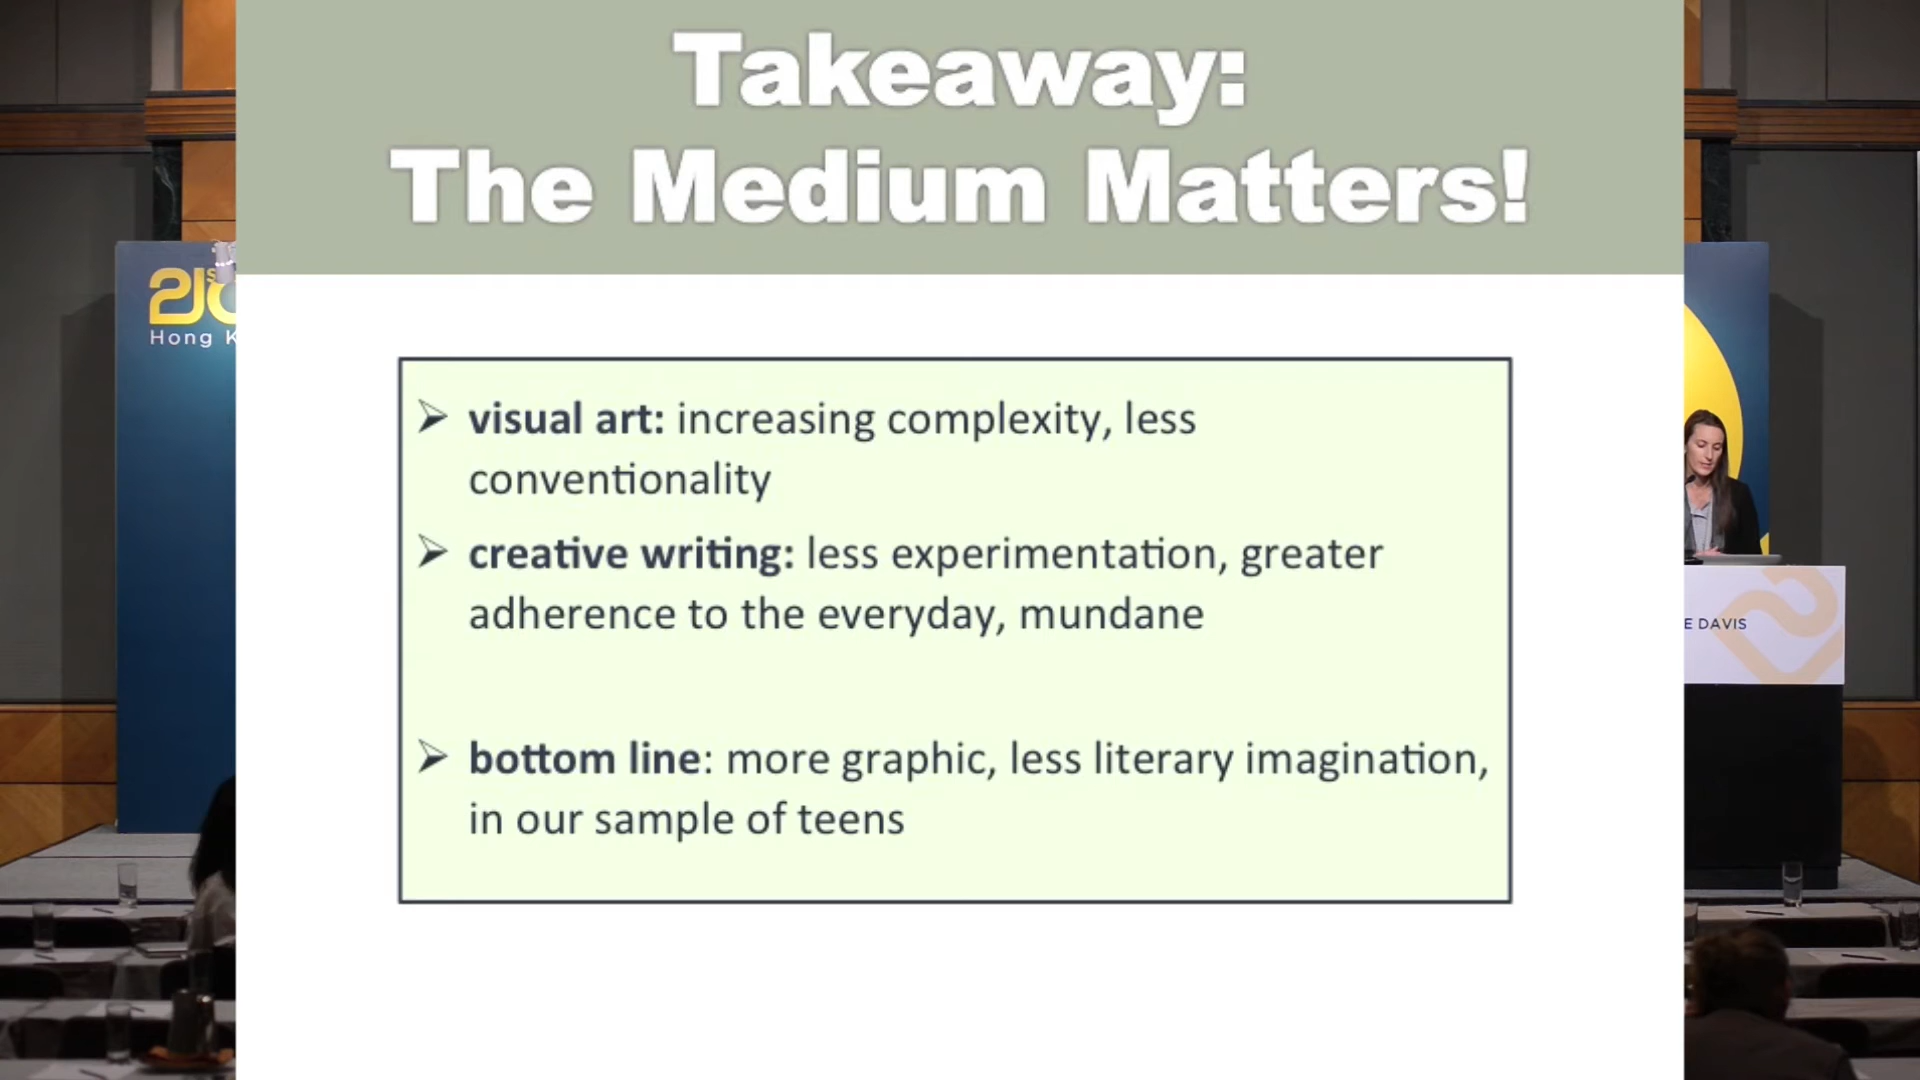 Takeaway:
The Medium Matters!
21s
Hong K
➢ visual art: increasing complexity, less
conventionality
➢ creative writing: less experimentation, greater
adherence to the everyday, mundane
➢ bottom line: more graphic, less literary imagination,
in our sample of teens
E DAVIS